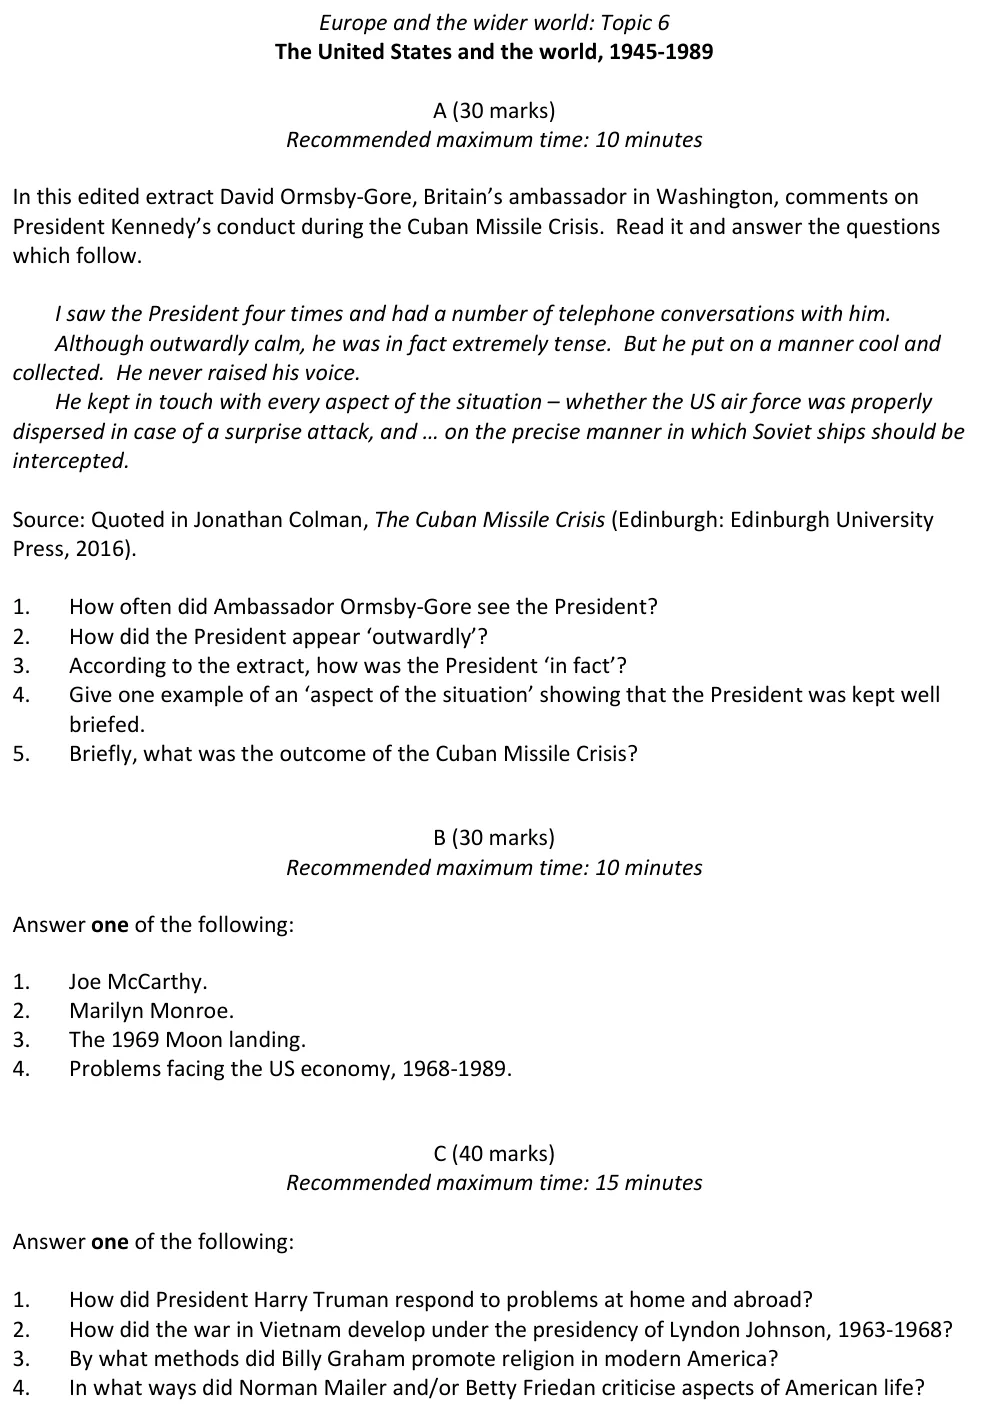 Europe and the wider world: Topic 6
The United States and the world, 1945-1989
A (30 marks)
Recommended maximum time: 10 minutes
In this edited extract David Ormsby-Gore, Britain’s ambassador in Washington, comments on
President Kennedy’s conduct during the Cuban Missile Crisis.  Read it and answer the questions
which follow.
I saw the President four times and had a number of telephone conversations with him.
Although outwardly calm, he was in fact extremely tense.  But he put on a manner cool and
collected.  He never raised his voice.
He kept in touch with every aspect of the situation – whether the US air force was properly
dispersed in case of a surprise attack, and … on the precise manner in which Soviet ships should be
intercepted.
Source: Quoted in Jonathan Colman, The Cuban Missile Crisis (Edinburgh: Edinburgh University
Press, 2016).
1. How often did Ambassador Ormsby-Gore see the President?
2. How did the President appear ‘outwardly’?
3. According to the extract, how was the President ‘in fact’?
4. Give one example of an ‘aspect of the situation’ showing that the President was kept well
briefed.
5. Briefly, what was the outcome of the Cuban Missile Crisis?
B (30 marks)
Recommended maximum time: 10 minutes
Answer one of the following:
1. Joe McCarthy.
2. Marilyn Monroe.
3. The 1969 Moon landing.
4. Problems facing the US economy, 1968-1989.
C (40 marks)
Recommended maximum time: 15 minutes
Answer one of the following:
1. How did President Harry Truman respond to problems at home and abroad?
2. How did the war in Vietnam develop under the presidency of Lyndon Johnson, 1963-1968?
3. By what methods did Billy Graham promote religion in modern America?
4. In what ways did Norman Mailer and/or Betty Friedan criticise aspects of American life?